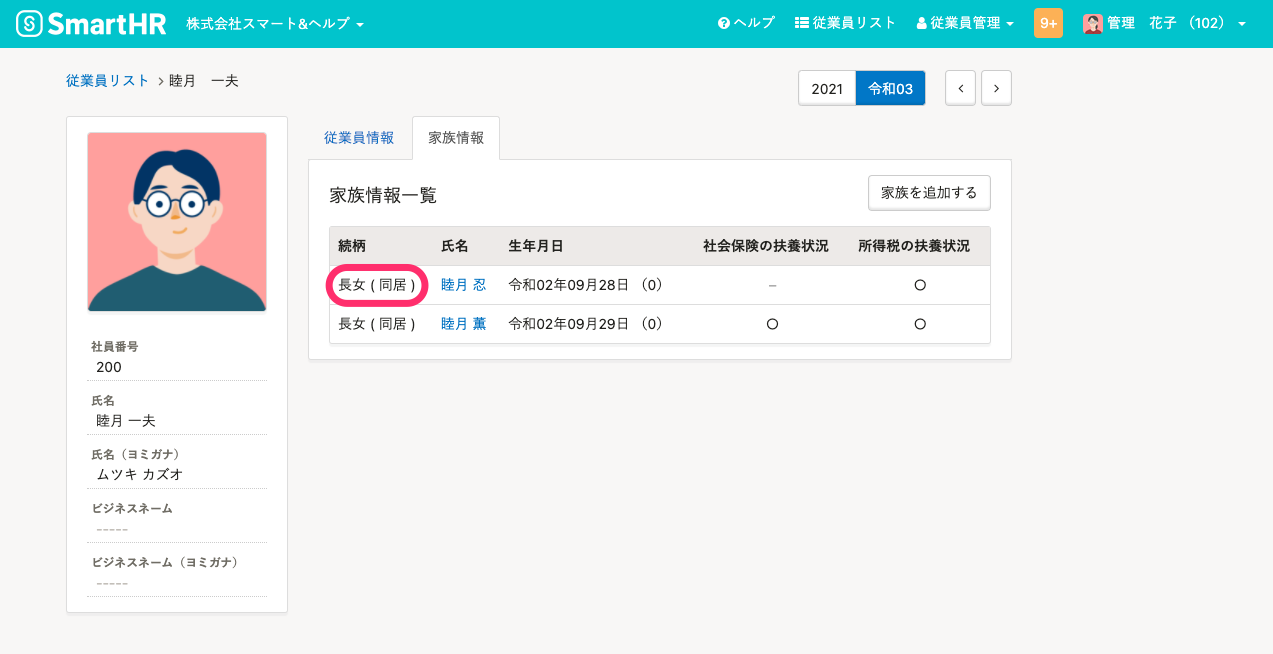 SmartHR 株式会社スマート&ヘルプ ヘルプ 従業員リスト 従業員管理 9+ 管理 花子 (102)
従業員リスト > 睦月 一夫
2021 令和03 < >
従業員情報 家族情報
家族情報一覧 家族を追加する
続柄 氏名 生年月日 社会保険の扶養状況 所得税の扶養状況
長女 ( 同居 ) 睦月 忍 令和02年09月28日 (0) – ○
長女 ( 同居 ) 睦月 薫 令和02年09月29日 (0) ○ ○
社員番号
200
氏名
睦月 一夫
氏名（ヨミガナ）
ムツキ カズオ
ビジネスネーム
-----
ビジネスネーム（ヨミガナ）
-----